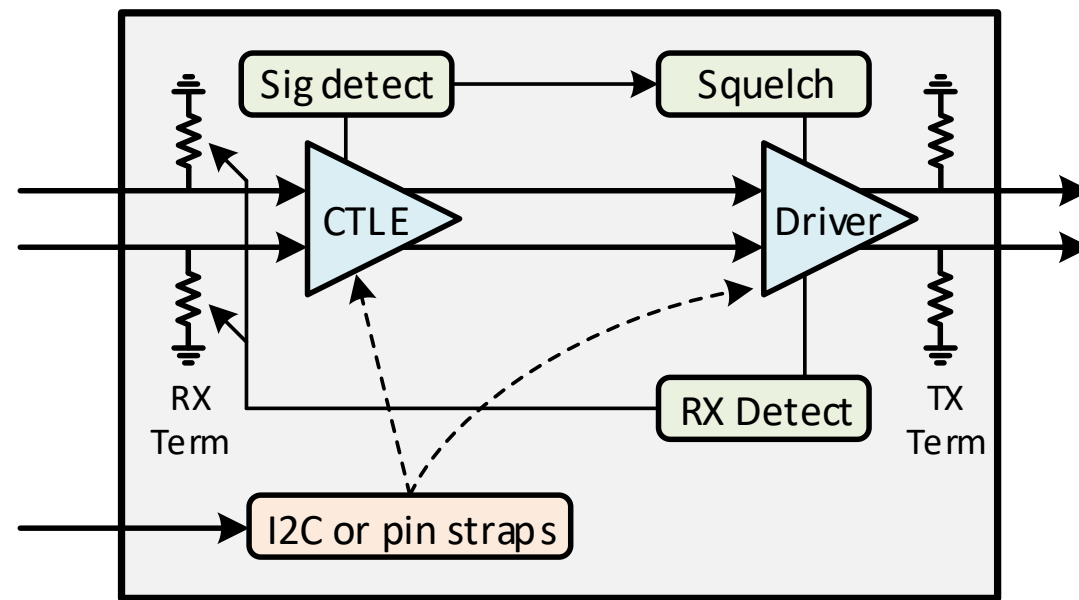 Sig detect
Squelch
CTLE
Driver
RX
Term
RX Detect
TX
Term
I2C or pin straps